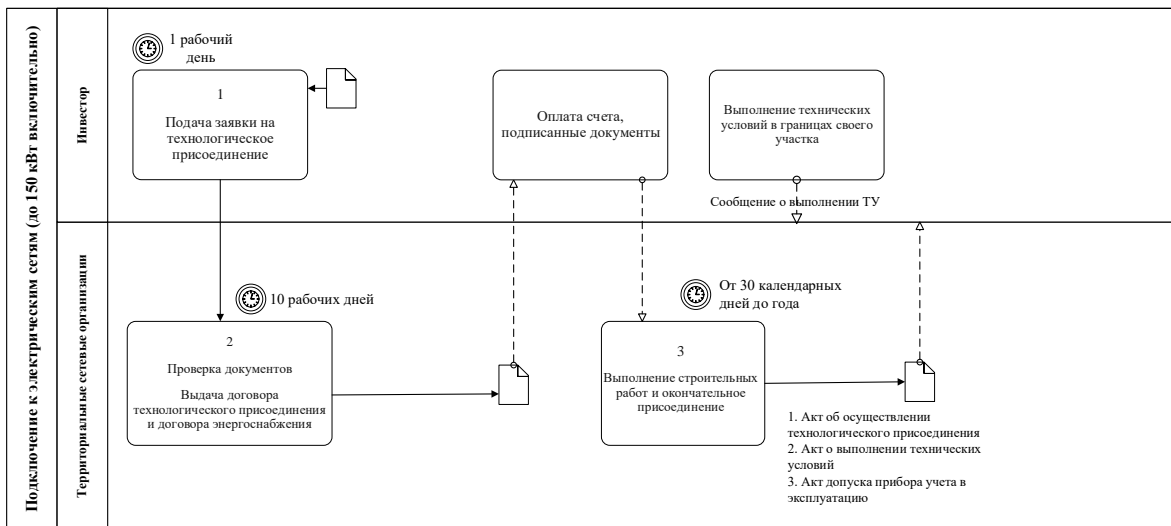 Подключение к электрическим сетям (до 150 кВт включительно)
Инвестор
1 рабочий
день
1
Подача заявки на
технологическое
присоединение
Оплата счета,
подписанные документы
Выполнение технических
условий в границах своего
участка
Сообщение о выполнении ТУ
Территориальные сетевые организации
10 рабочих дней
2
Проверка документов
Выдача договора
технологического присоединения
и договора энергоснабжения
От 30 календарных
дней до года
3
Выполнение строительных
работ и окончательное
присоединение
1. Акт об осуществлении
технологического присоединения
2. Акт о выполнении технических
условий
3. Акт допуска прибора учета в
эксплуатацию